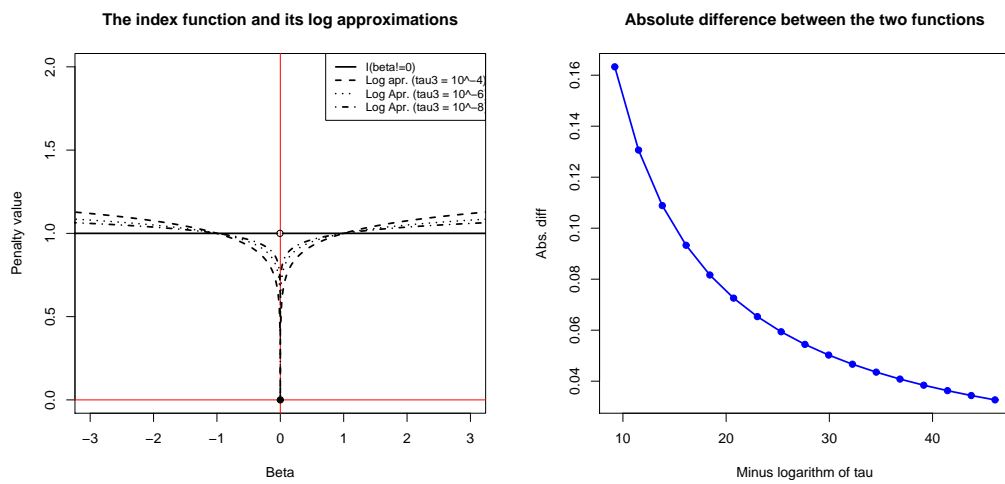 The index function and its log approximations
2.0
1.5
1.0
0.5
0.0
Penalty value
−3 −2 −1 0 1 2 3
Beta
I(beta!=0)
Log apr. (tau3 = 10^−4)
Log Apr. (tau3 = 10^−6)
Log Apr. (tau3 = 10^−8)
Absolute difference between the two functions
0.16
0.14
0.12
0.10
0.08
0.06
0.04
Abs. diff
10 20 30 40
Minus logarithm of tau